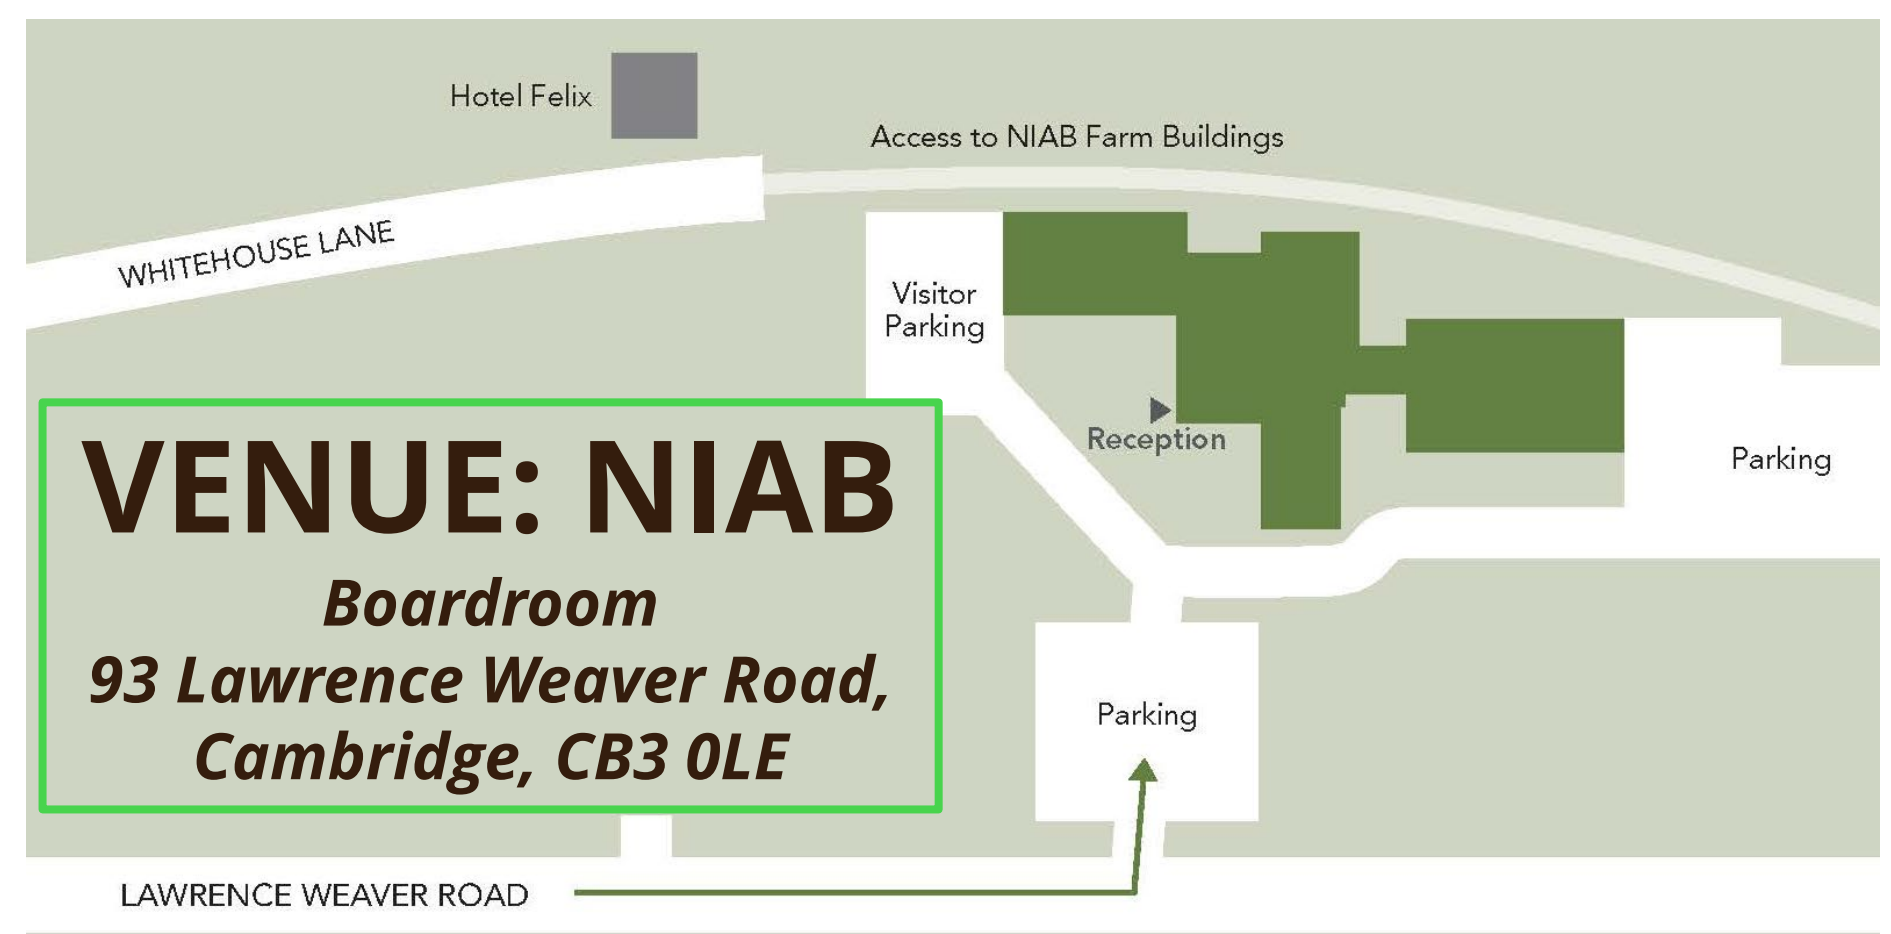 Hotel Felix
Access to NIAB Farm Buildings
WHITEHOUSE LANE
Visitor
Parking
Reception
Parking
VENUE: NIAB
Boardroom
93 Lawrence Weaver Road,
Cambridge, CB3 0LE
Parking
LAWRENCE WEAVER ROAD